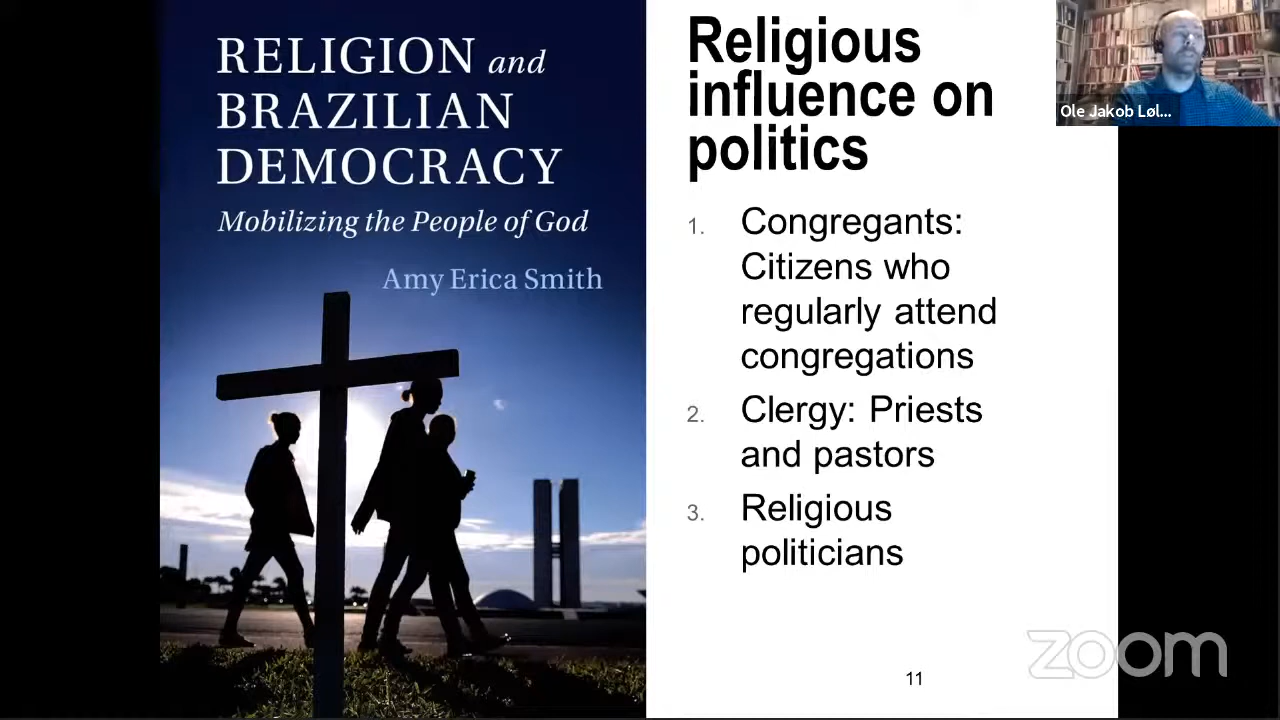 RELIGION and
BRAZILIAN
DEMOCRACY
Mobilizing the People of God
Amy Erica Smith
Religious
influence on
politics
1. Congregants:
Citizens who
regularly attend
congregations
2. Clergy: Priests
and pastors
3. Religious
politicians
11
Ole Jakob Løl...
zoom